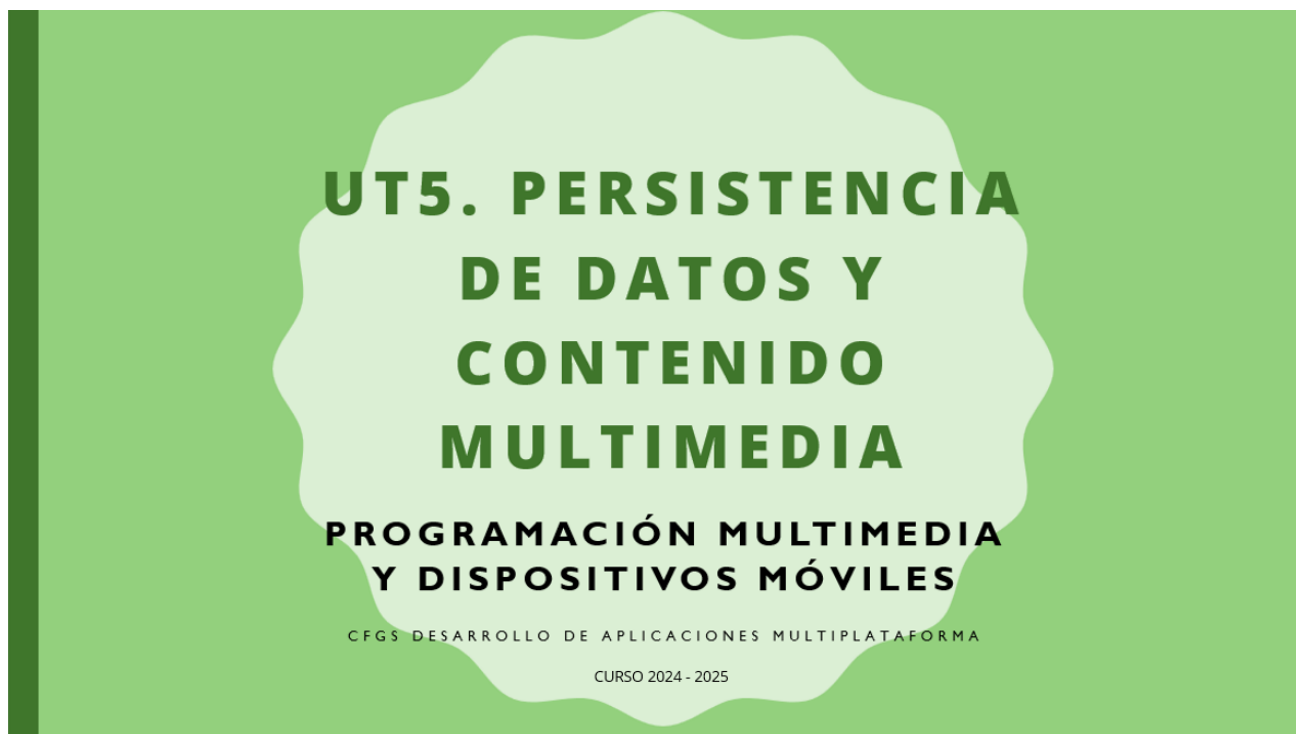 UT5. PERSISTENCIA
DE DATOS Y
CONTENIDO
MULTIMEDIA
PROGRAMACIÓN MULTIMEDIA
Y DISPOSITIVOS MÓVILES
CFGS DESARROLLO DE APLICACIONES MULTIPLATAFORMA
CURSO 2024 - 2025